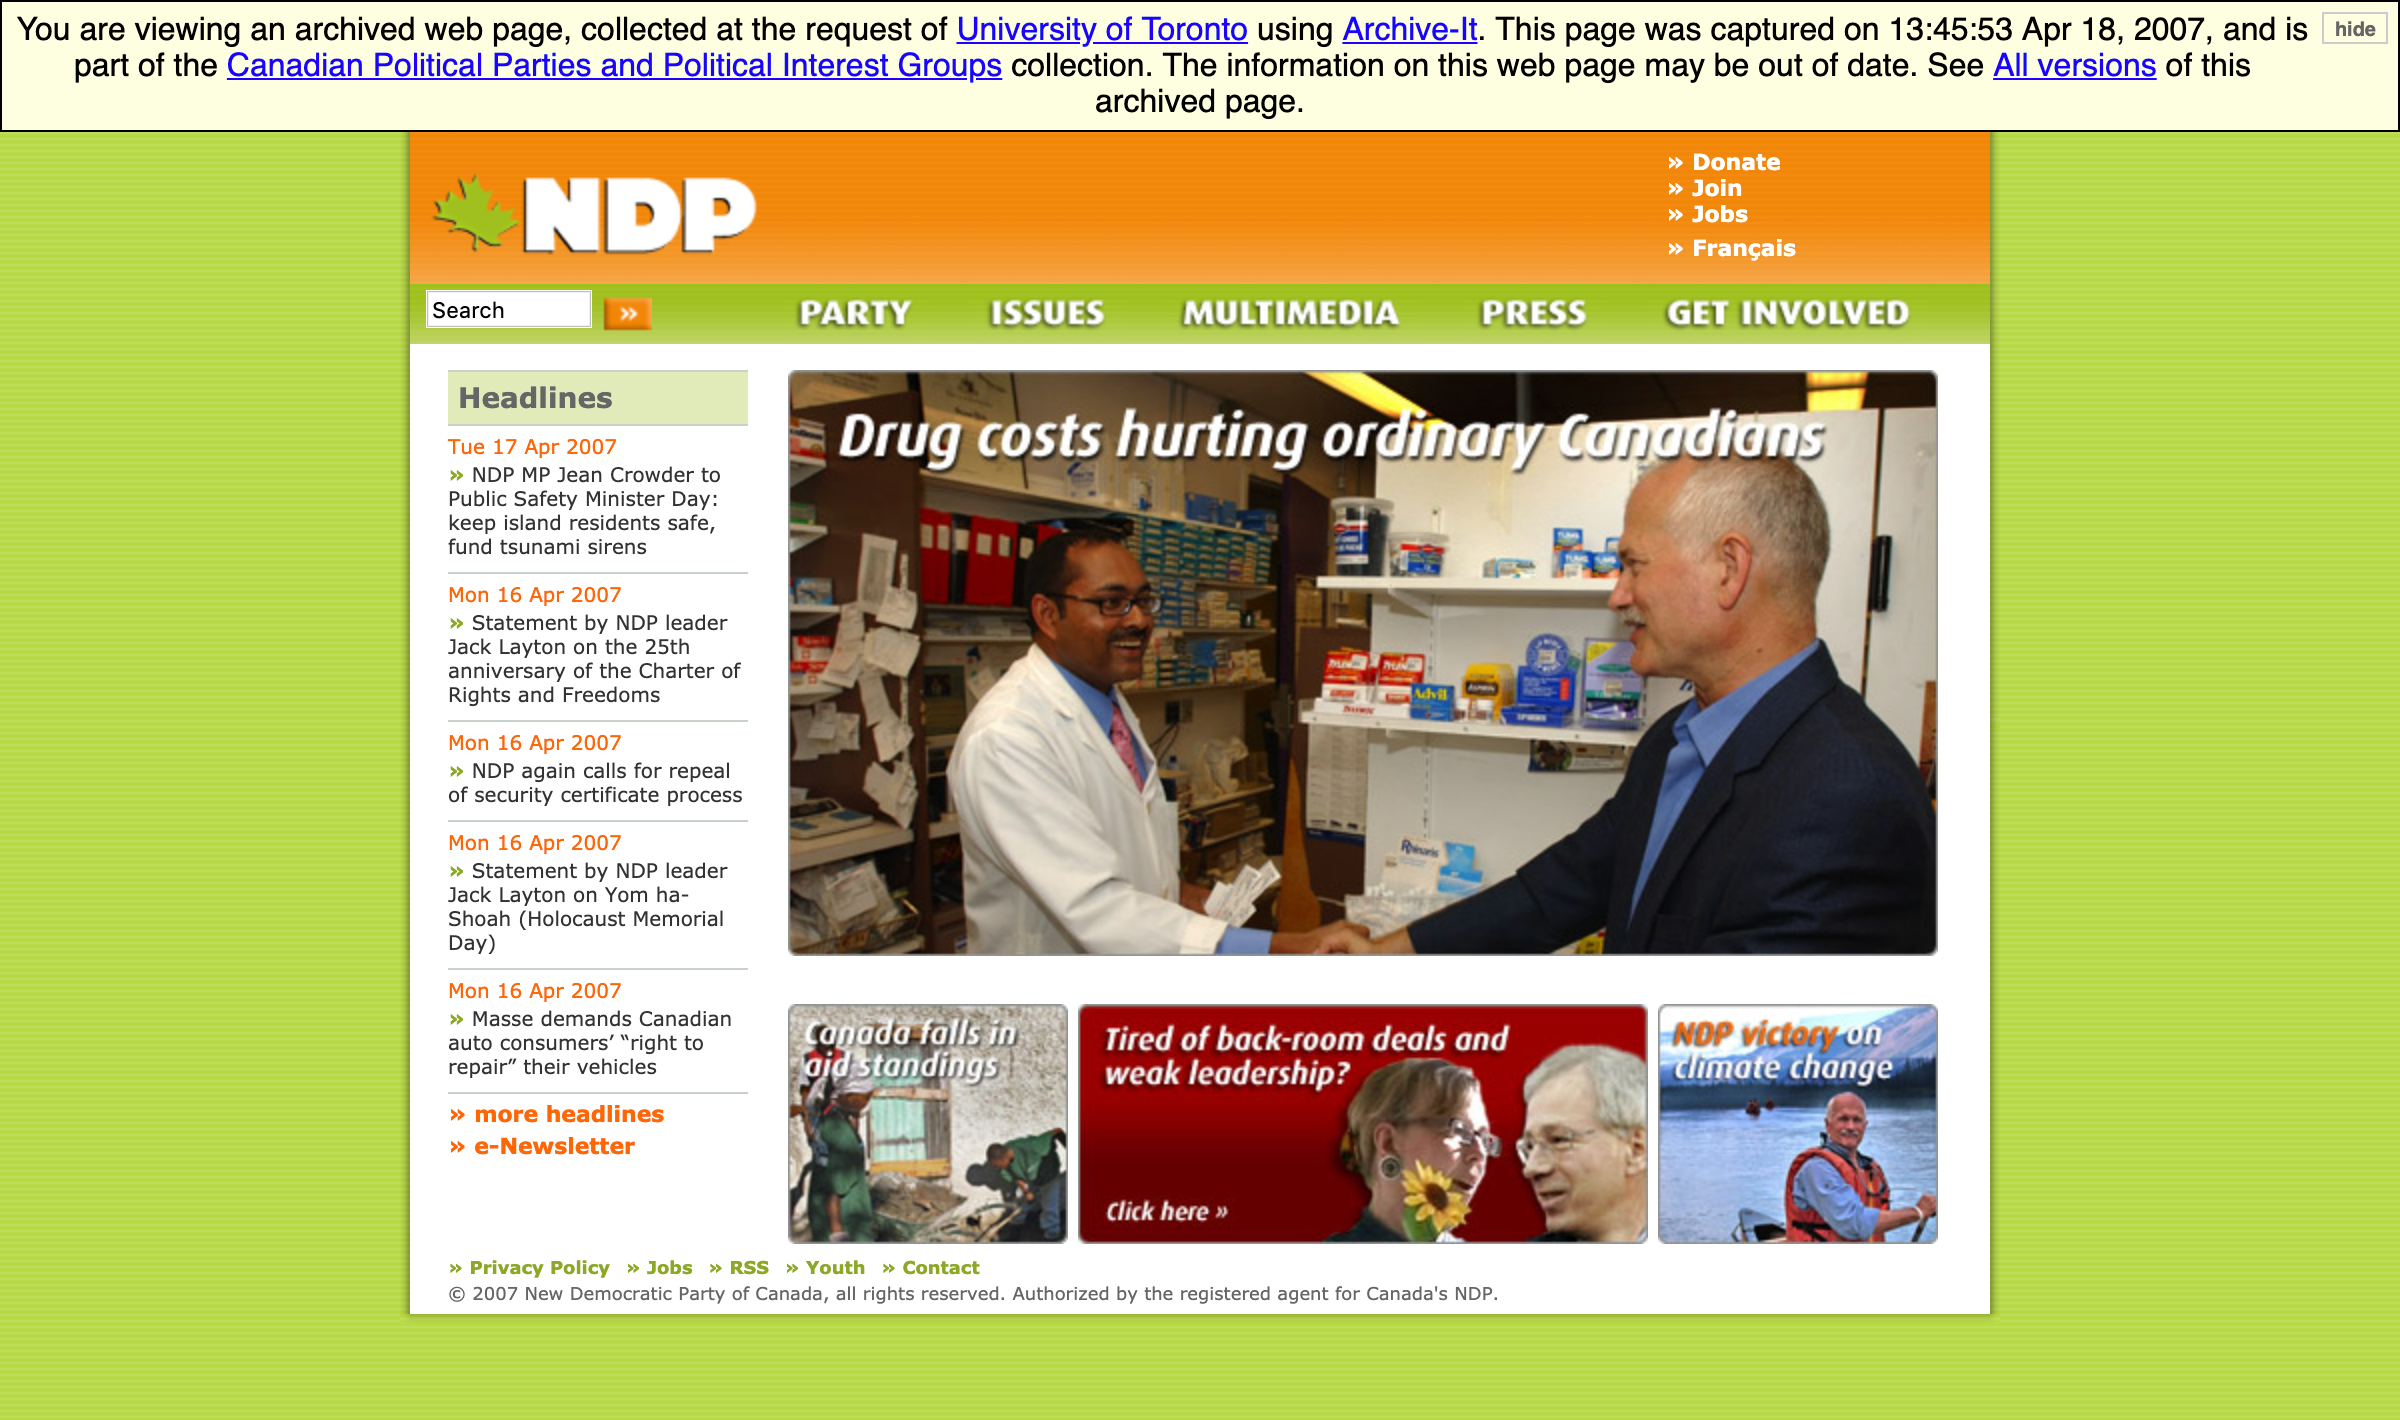 You are viewing an archived web page, collected at the request of University of Toronto using Archive-It. This page was captured on 13:45:53 Apr 18, 2007, and is
part of the Canadian Political Parties and Political Interest Groups collection. The information on this web page may be out of date. See All versions of this
archived page.
hide
NDP
» Donate
» Join
» Jobs
» Français
Search
»
PARTY ISSUES MULTIMEDIA PRESS GET INVOLVED
Headlines
Tue 17 Apr 2007
» NDP MP Jean Crowder to
Public Safety Minister Day:
keep island residents safe,
fund tsunami sirens
Mon 16 Apr 2007
» Statement by NDP leader
Jack Layton on the 25th
anniversary of the Charter of
Rights and Freedoms
Mon 16 Apr 2007
» NDP again calls for repeal
of security certificate process
Mon 16 Apr 2007
» Statement by NDP leader
Jack Layton on Yom ha-
Shoah (Holocaust Memorial
Day)
Mon 16 Apr 2007
» Masse demands Canadian
auto consumers’ “right to
repair” their vehicles
» more headlines
» e-Newsletter
Drug costs hurting ordinary Canadians
TUMS
TUMS
TYLENOL
TYLENOL
Advil
ASPIRIN
Rhinaris
Canada falls in
aid standings
Tired of back-room deals and
weak leadership?
Click here »
NDP victory on
climate change
» Privacy Policy » Jobs » RSS » Youth » Contact
© 2007 New Democratic Party of Canada, all rights reserved. Authorized by the registered agent for Canada's NDP.